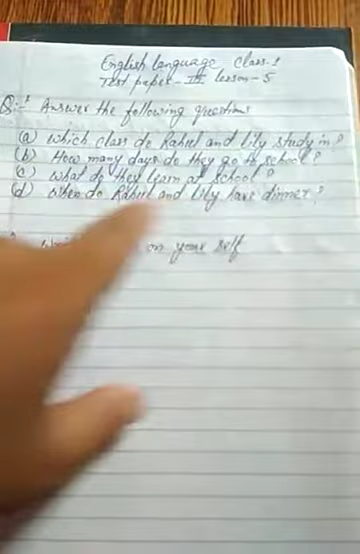 English language class-1
Test paper-III lesson-5
Q:-1 Answer the following questions
(a) which class do Rahul and lily study in?
(b) How many days do they go to school?
(c) what do they learn at school?
(d) when do Rahul and lily have dinner?
on your self